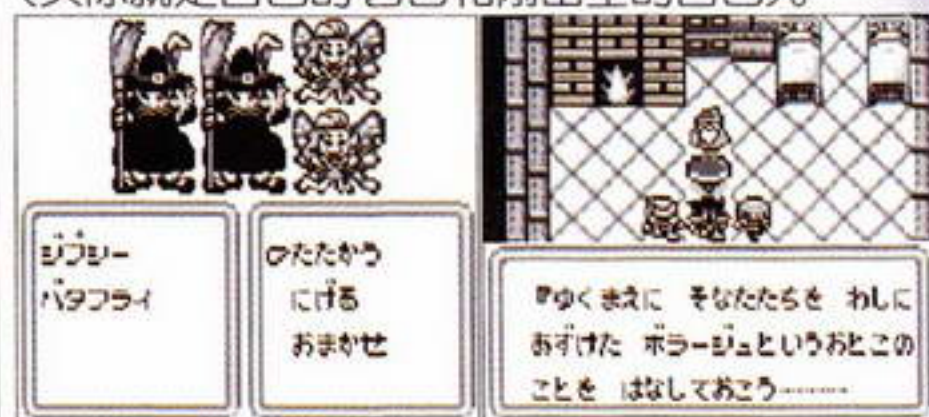 ジプシー
バタフライ
たたかう
にげる
おまかせ
『ゆくまえに そなたたちを わしに
あずけた ボラージュというおとこの
ことを はなしておこう………